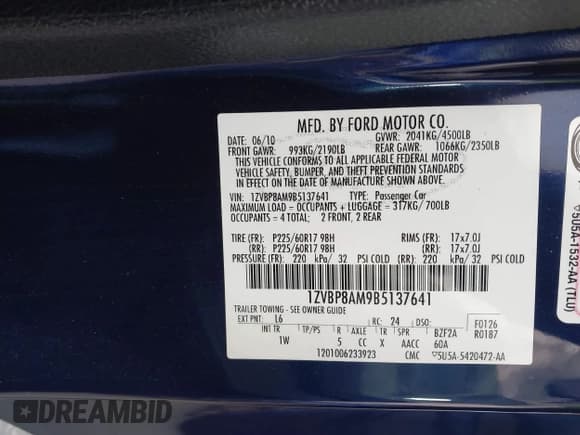 MFD. BY FORD MOTOR CO.
DATE: 06/10 GVWR: 2041KG/4500LB
FRONT GAWR: 993KG/2190LB REAR GAWR: 1066KG/2350LB
THIS VEHICLE CONFORMS TO ALL APPLICABLE FEDERAL MOTOR
VEHICLE SAFETY, BUMPER, AND THEFT PREVENTION STANDARDS
IN EFFECT ON THE DATE OF MANUFACTURE SHOWN ABOVE.
VIN: 1ZVBP8AM9B5137641 TYPE: Passenger Car
MAXIMUM LOAD = OCCUPANTS + LUGGAGE = 317KG/700LB
OCCUPANTS = 4 TOTAL: 2 FRONT, 2 REAR
TIRE (FR): P225/60R17 98H RIMS (FR): 17x7.0J
(RR): P225/60R17 98H (RR): 17x7.0J
PRESSURE (FR): 220 kPa/ 32 PSI COLD (RR): 220 kPa/ 32 PSI COLD
1ZVBP8AM9B5137641
TRAILER TOWING - SEE OWNER GUIDE
EXT PNT: L6 RC: 24 DSO: F0126
INT TR TP/PS R AXLE TR SPR BZF2A R0187
1W 5 CC X AACC 60A
1201006233923 CMC 5U5A-5420472-AA
5U5A-1532-AA (TLU)
DREAMBID